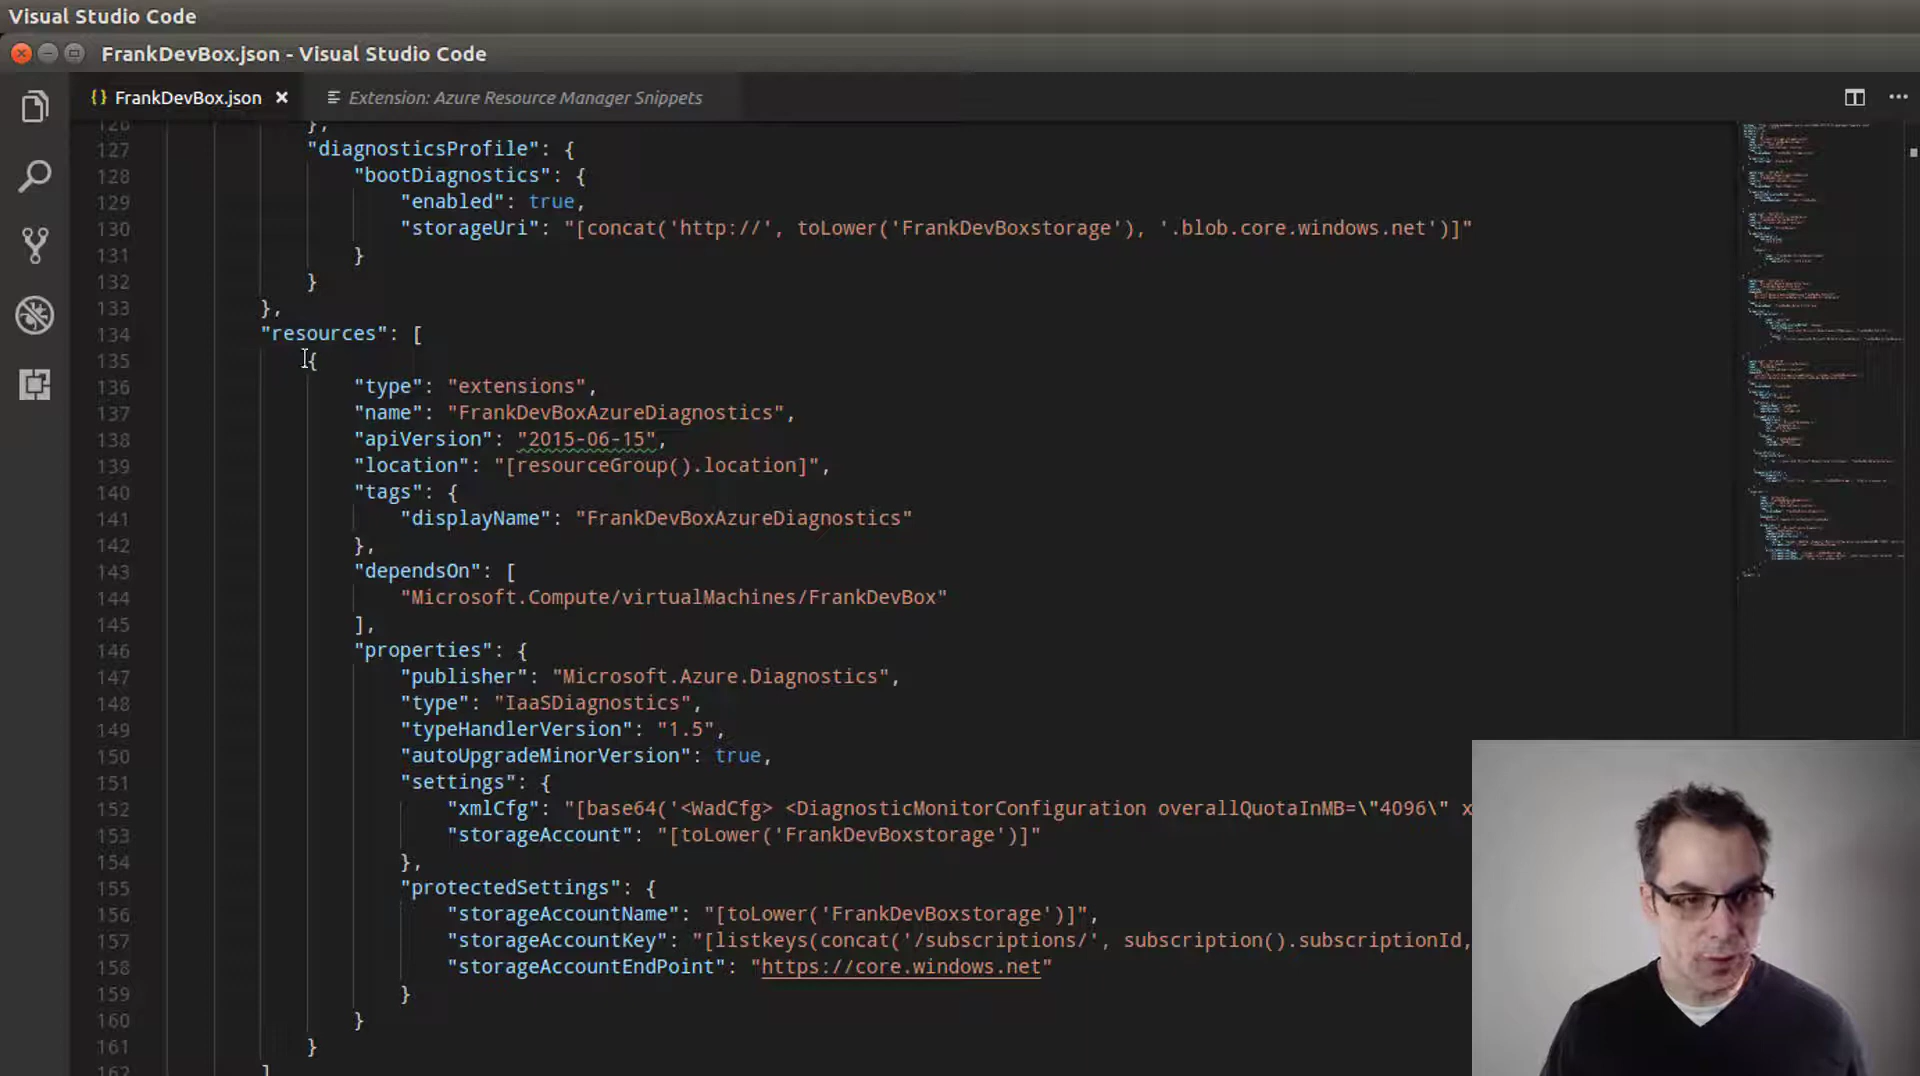 Visual Studio Code
FrankDevBox.json - Visual Studio Code
{} FrankDevBox.json × Extension: Azure Resource Manager Snippets
126 },
127 "diagnosticsProfile": {
128 "bootDiagnostics": {
129 "enabled": true,
130 "storageUri": "[concat('http://', toLower('FrankDevBoxstorage'), '.blob.core.windows.net')]"
131 }
132 }
133 },
134 "resources": [
135 {
136 "type": "extensions",
137 "name": "FrankDevBoxAzureDiagnostics",
138 "apiVersion": "2015-06-15",
139 "location": "[resourceGroup().location]",
140 "tags": {
141 "displayName": "FrankDevBoxAzureDiagnostics"
142 },
143 "dependsOn": [
144 "Microsoft.Compute/virtualMachines/FrankDevBox"
145 ],
146 "properties": {
147 "publisher": "Microsoft.Azure.Diagnostics",
148 "type": "IaaSDiagnostics",
149 "typeHandlerVersion": "1.5",
150 "autoUpgradeMinorVersion": true,
151 "settings": {
152 "xmlCfg": "[base64('<WadCfg> <DiagnosticMonitorConfiguration overallQuotaInMB=\"4096\" x
153 "storageAccount": "[toLower('FrankDevBoxstorage')]"
154 },
155 "protectedSettings": {
156 "storageAccountName": "[toLower('FrankDevBoxstorage')]",
157 "storageAccountKey": "[listkeys(concat('/subscriptions/', subscription().subscriptionId,
158 "storageAccountEndPoint": "https://core.windows.net"
159 }
160 }
161 }
162 ]